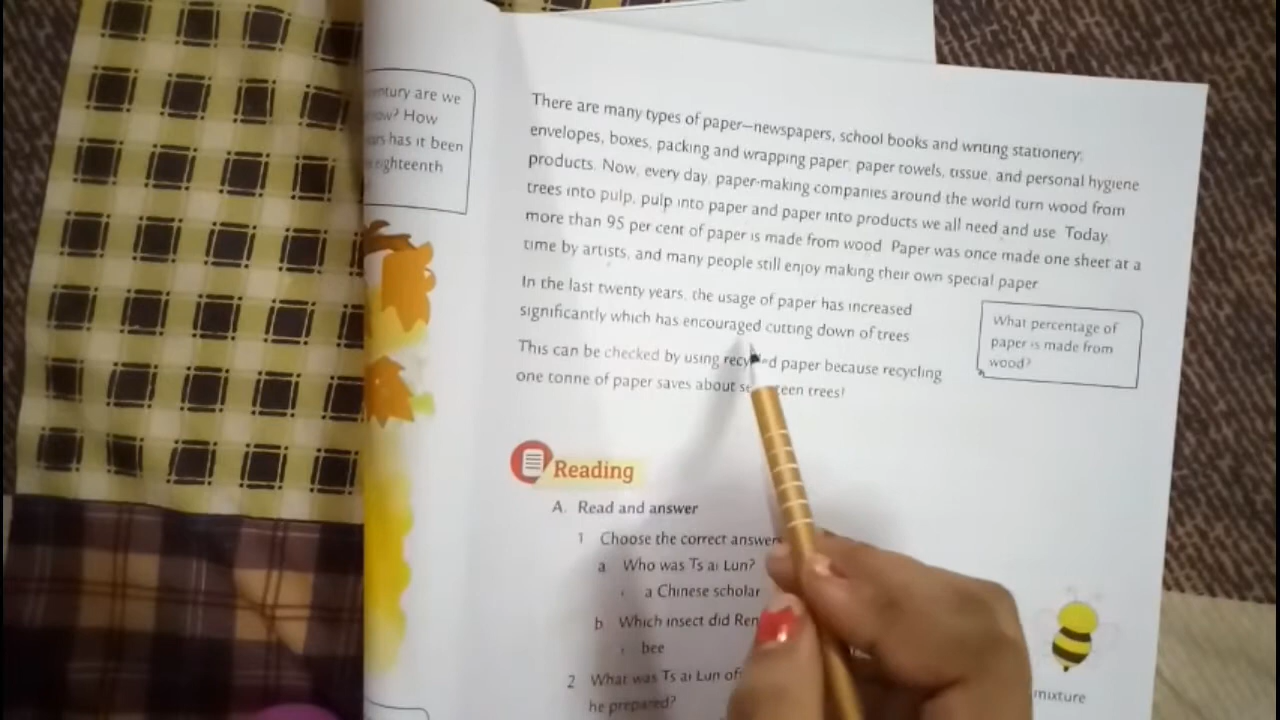 entury are we
now? How
ars has it been
eighteenth
There are many types of paper—newspapers, school books and writing stationery,
envelopes, boxes, packing and wrapping paper, paper towels, tissue, and personal hygiene
products. Now, every day, paper-making companies around the world turn wood from
trees into pulp, pulp into paper and paper into products we all need and use. Today,
more than 95 per cent of paper is made from wood. Paper was once made one sheet at a
time by artists, and many people still enjoy making their own special paper.
In the last twenty years, the usage of paper has increased
significantly which has encouraged cutting down of trees
This can be checked by using recycled paper because recycling
one tonne of paper saves about teen trees!
What percentage of
paper is made from
wood?
Reading
A. Read and answer
1 Choose the correct answer
a Who was Ts'ai Lun?
i a Chinese scholar
b Which insect did Ren
i bee
2 What was Ts'ai Lun of
he prepared?
mixture